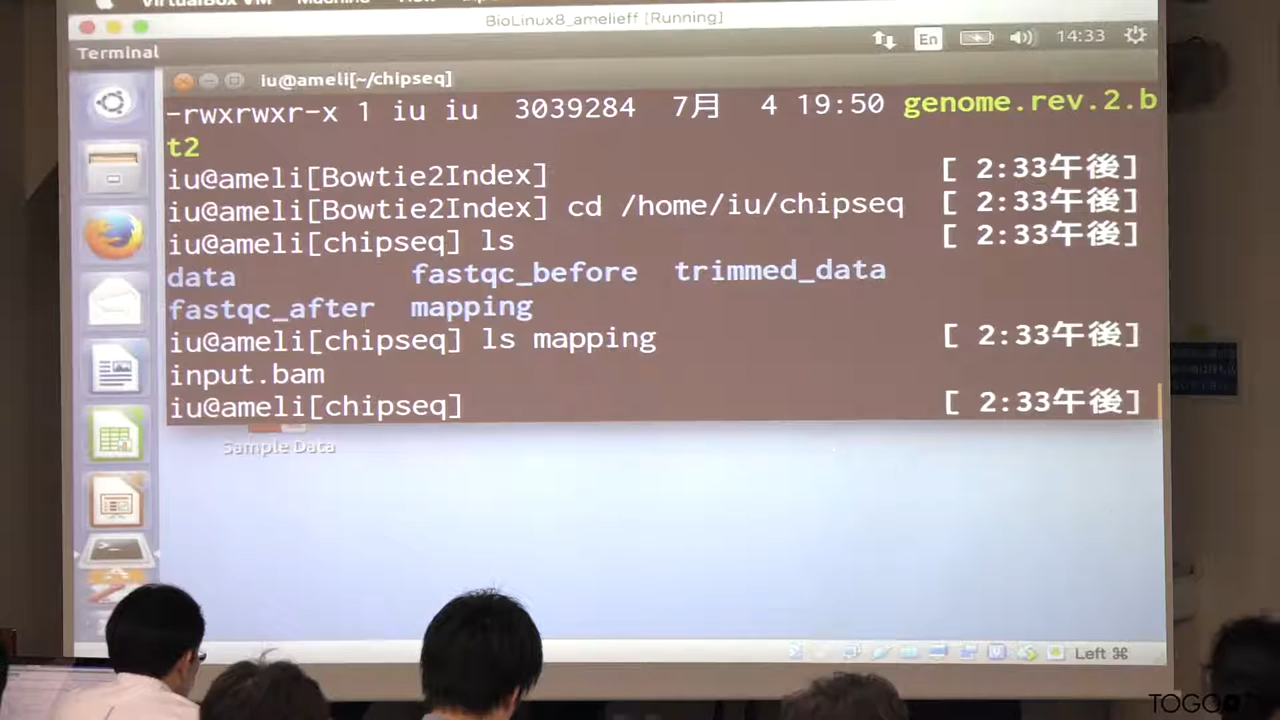 VirtualBox VM Machine View
BioLinux8_amelieff [Running]
Terminal
En
14:33
iu@ameli[~/chipseq]
-rwxrwxr-x 1 iu iu 3039284 7月 4 19:50 genome.rev.2.b
t2
iu@ameli[Bowtie2Index] [ 2:33午後]
iu@ameli[Bowtie2Index] cd /home/iu/chipseq [ 2:33午後]
iu@ameli[chipseq] ls [ 2:33午後]
data fastqc_before trimmed_data
fastqc_after mapping
iu@ameli[chipseq] ls mapping [ 2:33午後]
input.bam
iu@ameli[chipseq] [ 2:33午後]
Sample Data
Left ⌘